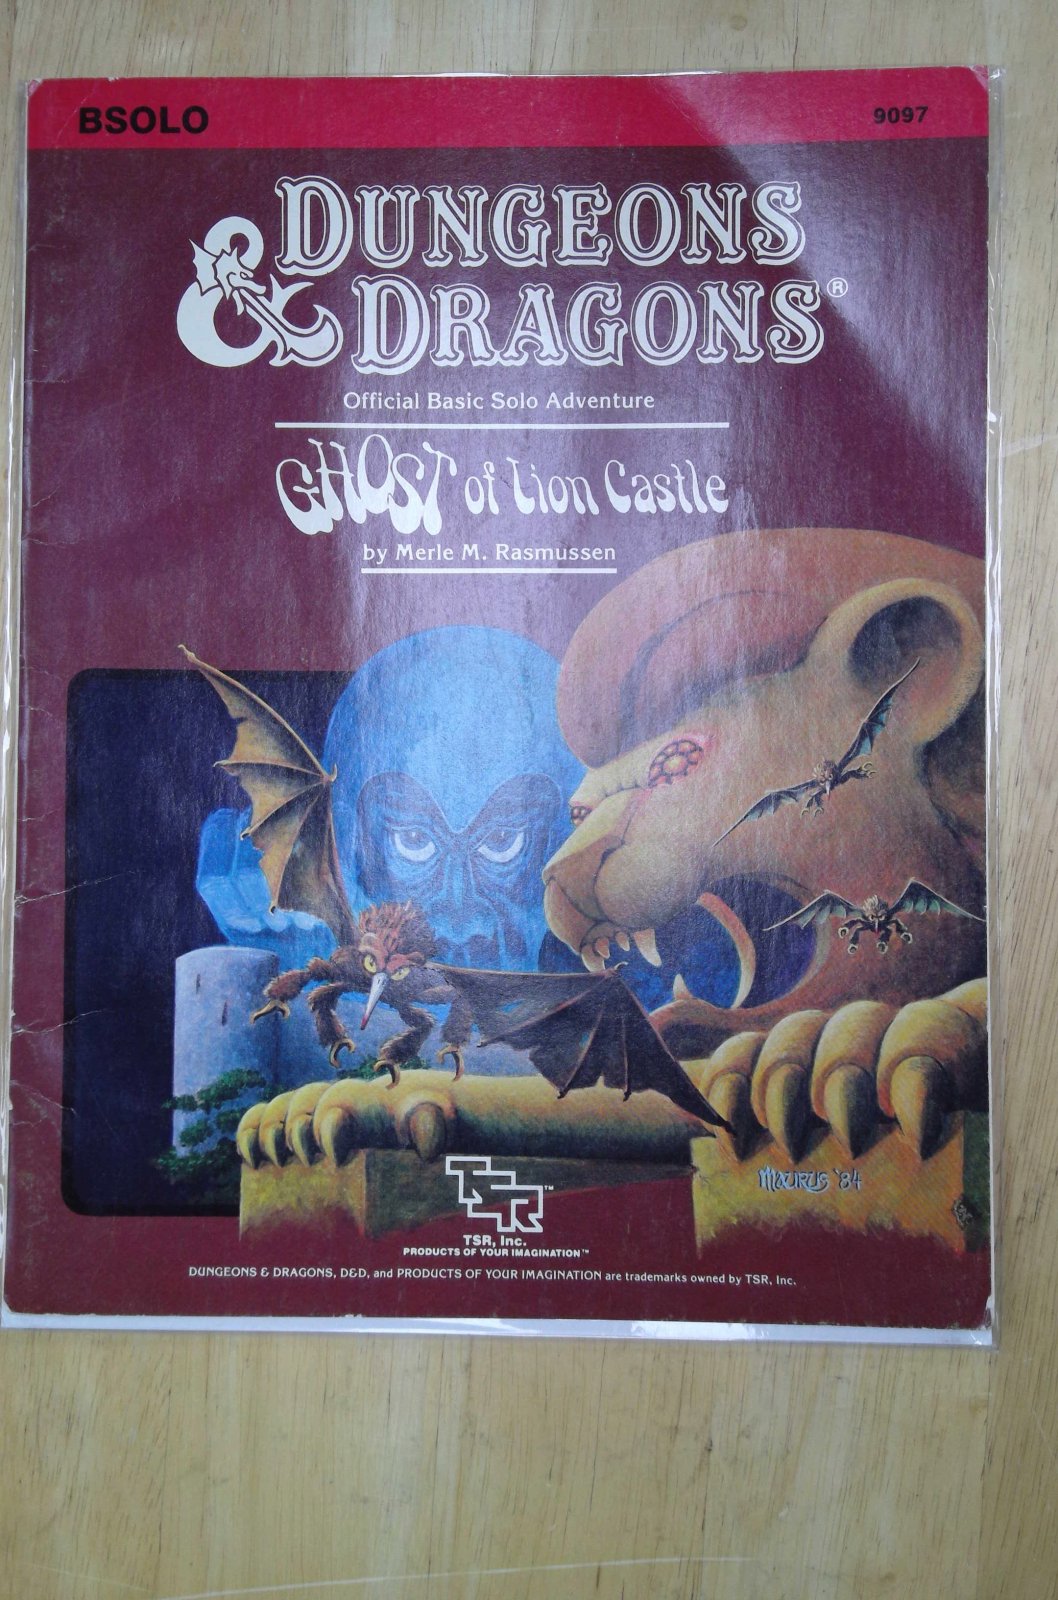 BSOLO
9097
DUNGEONS
& DRAGONS®
Official Basic Solo Adventure
GHOST of Lion Castle
by Merle M. Rasmussen
MAURUS '84
TSR™
TSR, Inc.
PRODUCTS OF YOUR IMAGINATION™
DUNGEONS & DRAGONS, D&D, and PRODUCTS OF YOUR IMAGINATION are trademarks owned by TSR, Inc.